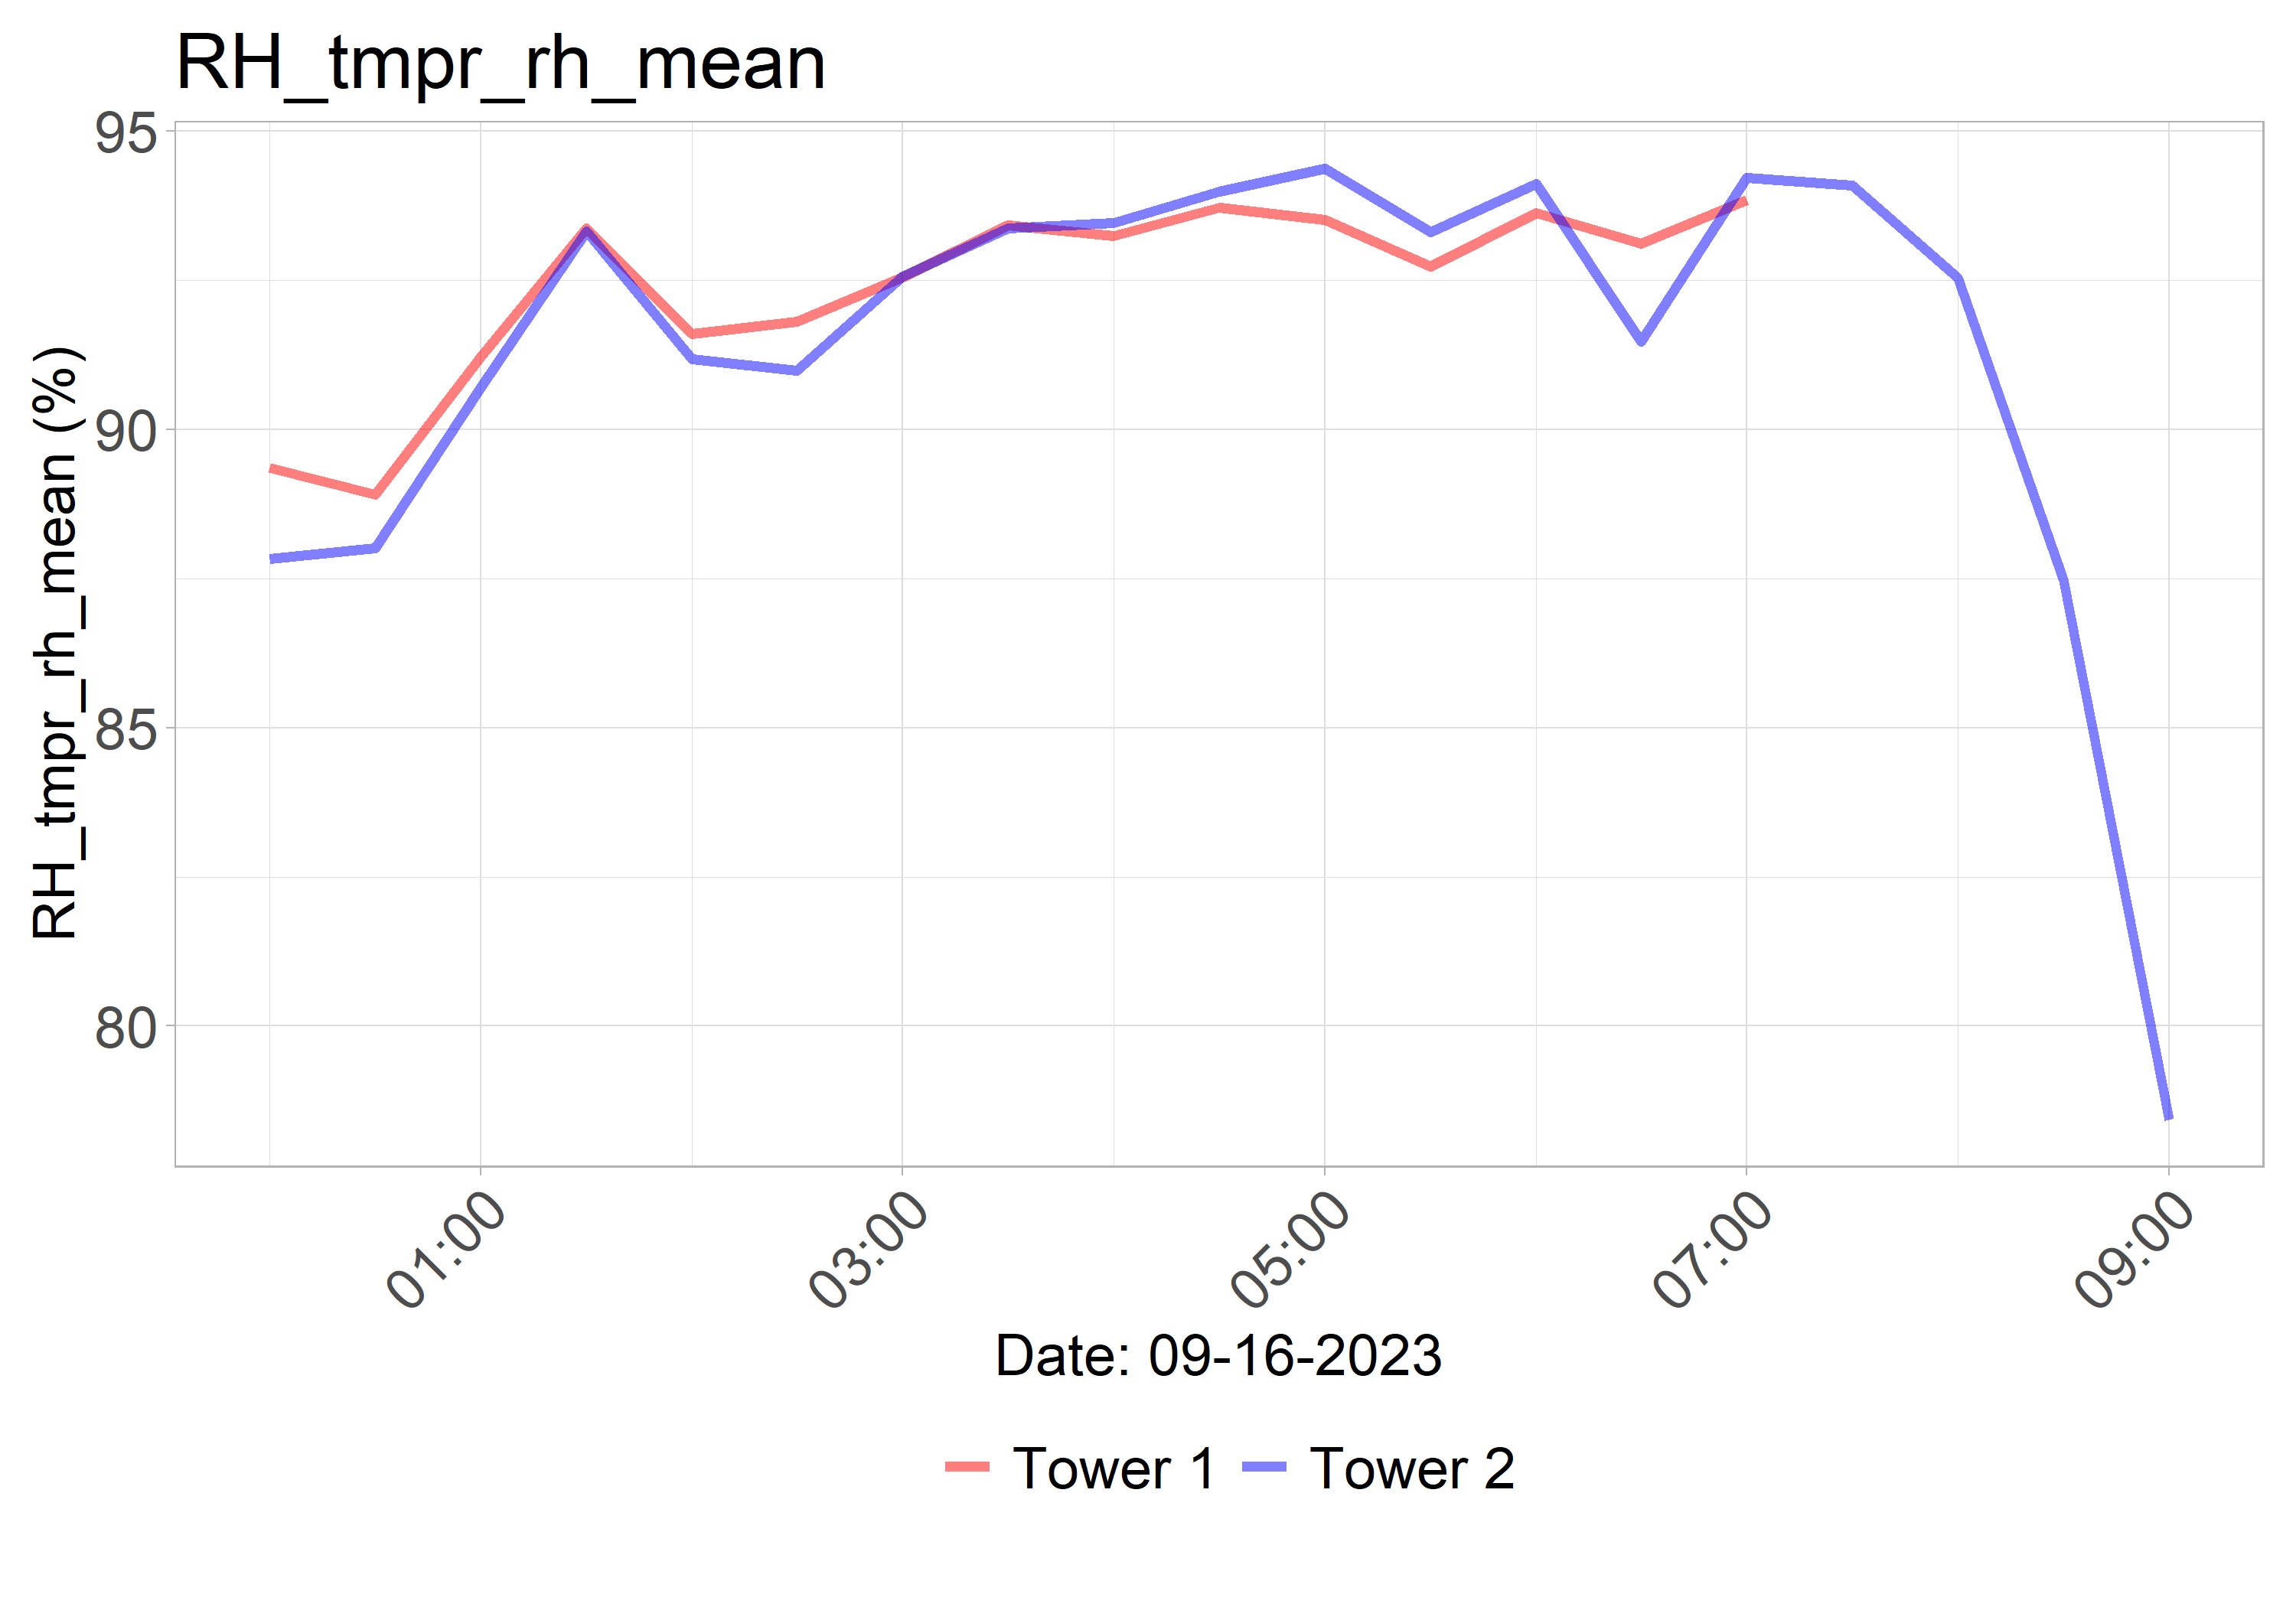 RH_tmpr_rh_mean
RH_tmpr_rh_mean (%)
95
90
85
80
01:00
03:00
05:00
07:00
09:00
Date: 09-16-2023
Tower 1
Tower 2